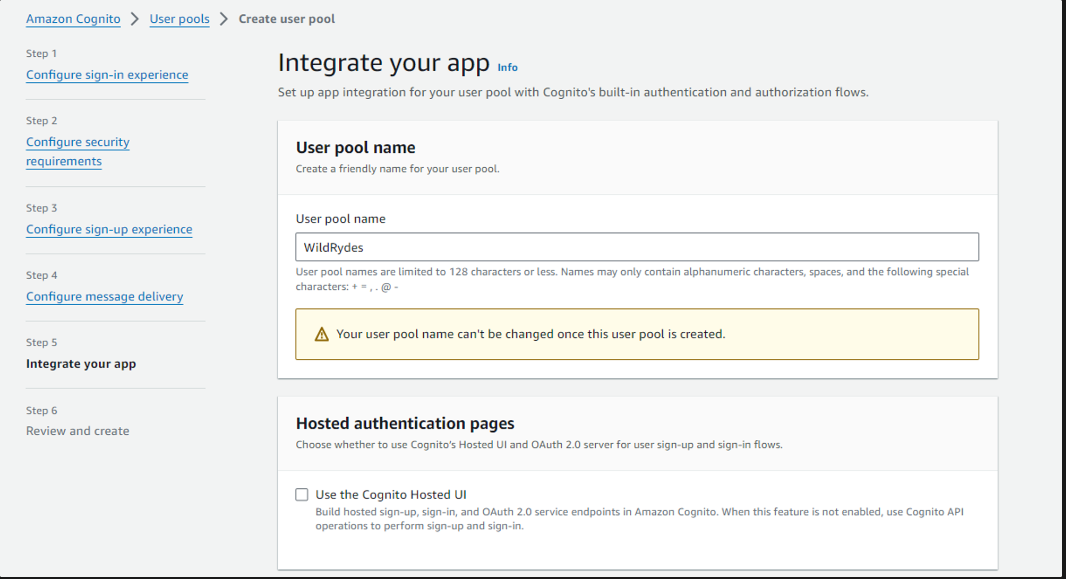 Amazon Cognito > User pools > Create user pool
Step 1
Configure sign-in experience
Step 2
Configure security
requirements
Step 3
Configure sign-up experience
Step 4
Configure message delivery
Step 5
Integrate your app
Step 6
Review and create
Integrate your app Info
Set up app integration for your user pool with Cognito's built-in authentication and authorization flows.
User pool name
Create a friendly name for your user pool.
User pool name
WildRydes
User pool names are limited to 128 characters or less. Names may only contain alphanumeric characters, spaces, and the following special
characters: + = , . @ -
Your user pool name can't be changed once this user pool is created.
Hosted authentication pages
Choose whether to use Cognito's Hosted UI and OAuth 2.0 server for user sign-up and sign-in flows.
Use the Cognito Hosted UI
Build hosted sign-up, sign-in, and OAuth 2.0 service endpoints in Amazon Cognito. When this feature is not enabled, use Cognito API
operations to perform sign-up and sign-in.